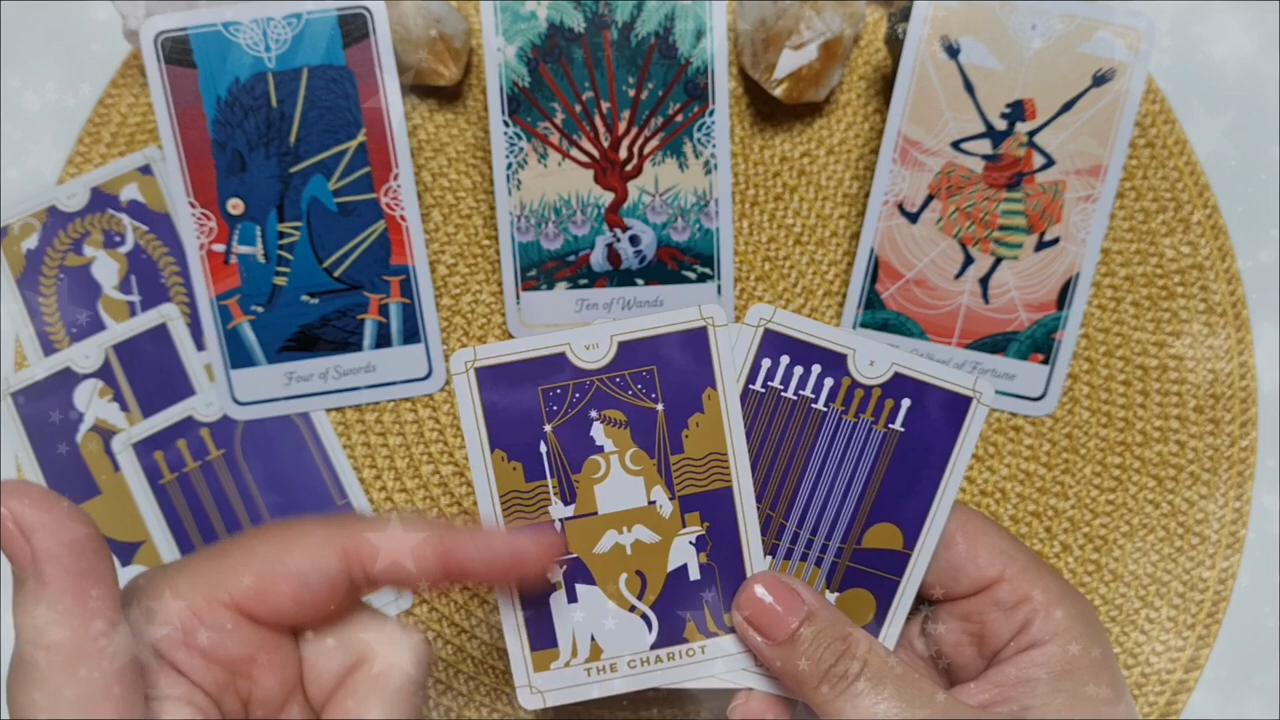 Four of Swords
Ten of Wands
Wheel of Fortune
VII
X
THE CHARIOT